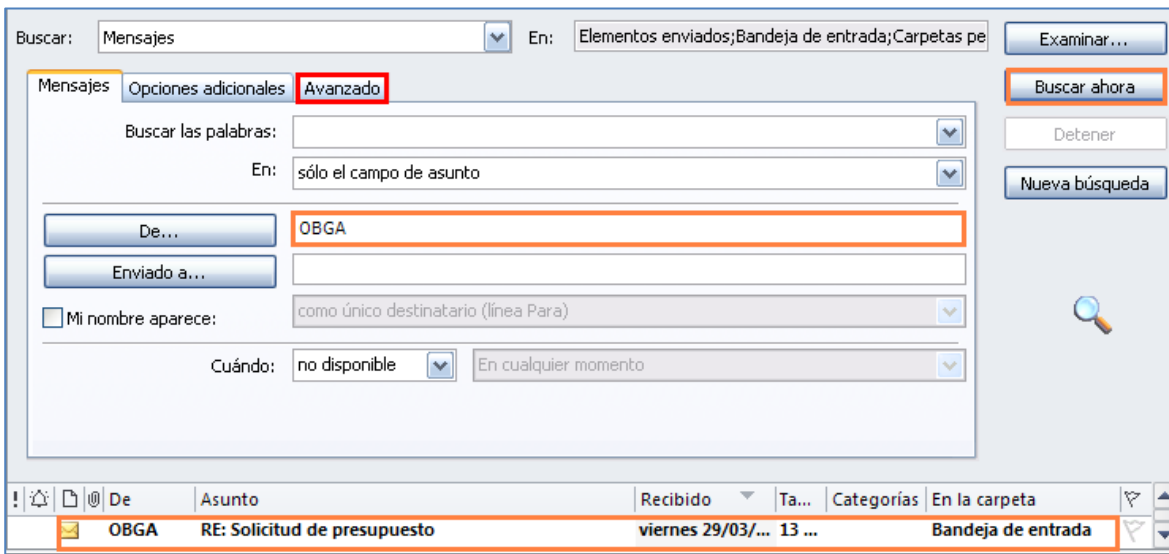 Buscar: Mensajes En: Elementos enviados;Bandeja de entrada;Carpetas pe Examinar...
Mensajes Opciones adicionales Avanzado Buscar ahora
Buscar las palabras: Detener
En: sólo el campo de asunto Nueva búsqueda
De... OBGA
Enviado a...
Mi nombre aparece: como único destinatario (línea Para)
Cuándo: no disponible En cualquier momento
! De Asunto Recibido Ta... Categorías En la carpeta
OBGA RE: Solicitud de presupuesto viernes 29/03/... 13 ... Bandeja de entrada